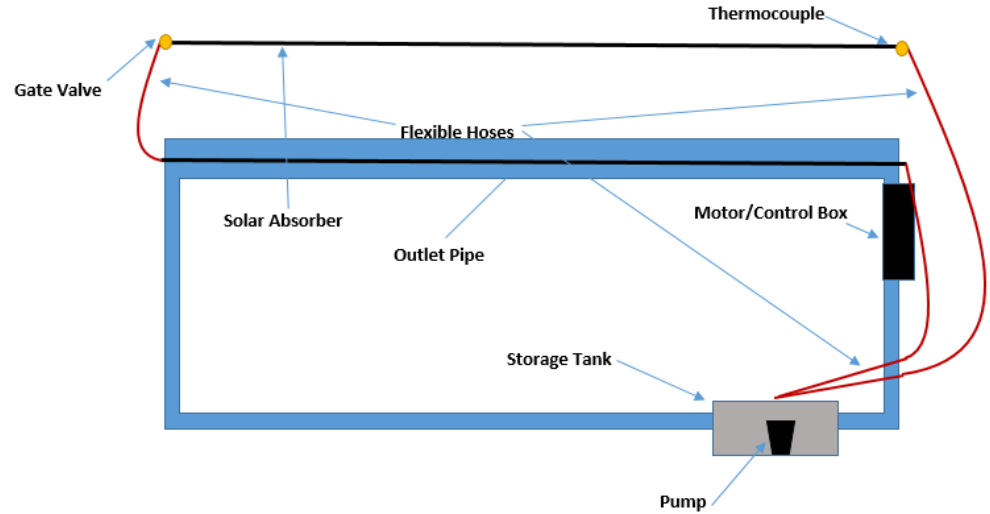 Thermocouple
Gate Valve
Flexible Hoses
Solar Absorber
Motor/Control Box
Outlet Pipe
Storage Tank
Pump